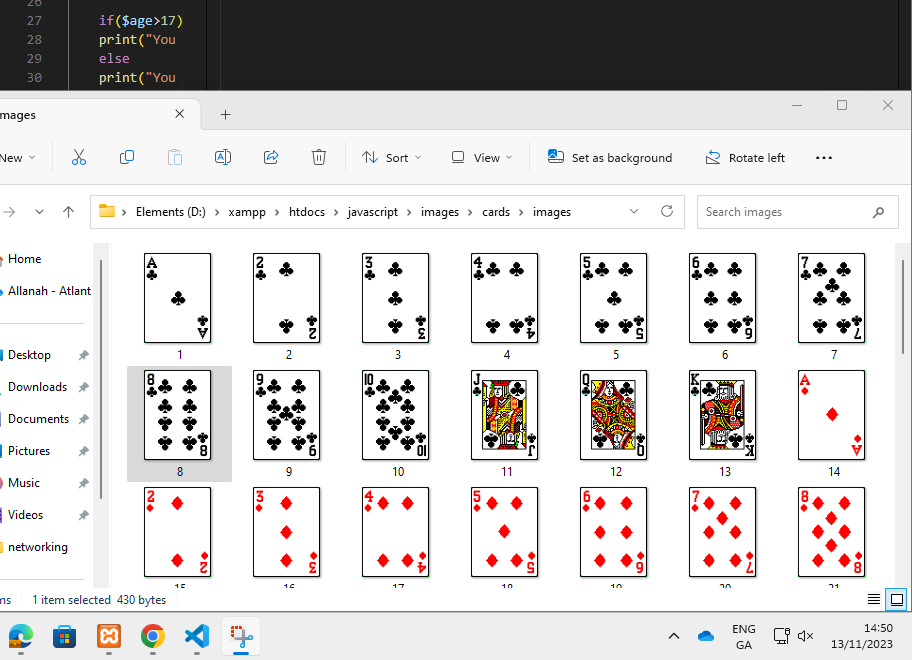 26
27 if($age>17)
28 print("You
29 else
30 print("You
mages
New
Sort
View
Set as background
Rotate left
Elements (D:) xampp htdocs javascript images cards images
Search images
Home
Allanah - Atlant
Desktop
Downloads
Documents
Pictures
Music
Videos
networking
A 2 3 4 5 6 7
A 2 3 4 5 6 7
1 2 3 4 5 6 7
8 9 10 J Q K A
8 9 10 J Q K A
8 9 10 11 12 13 14
2 3 4 5 6 7 8
2 3 4 5 6 7 8
15 16 17 18 19 20 21
ms 1 item selected 430 bytes
ENG
GA
14:50
13/11/2023